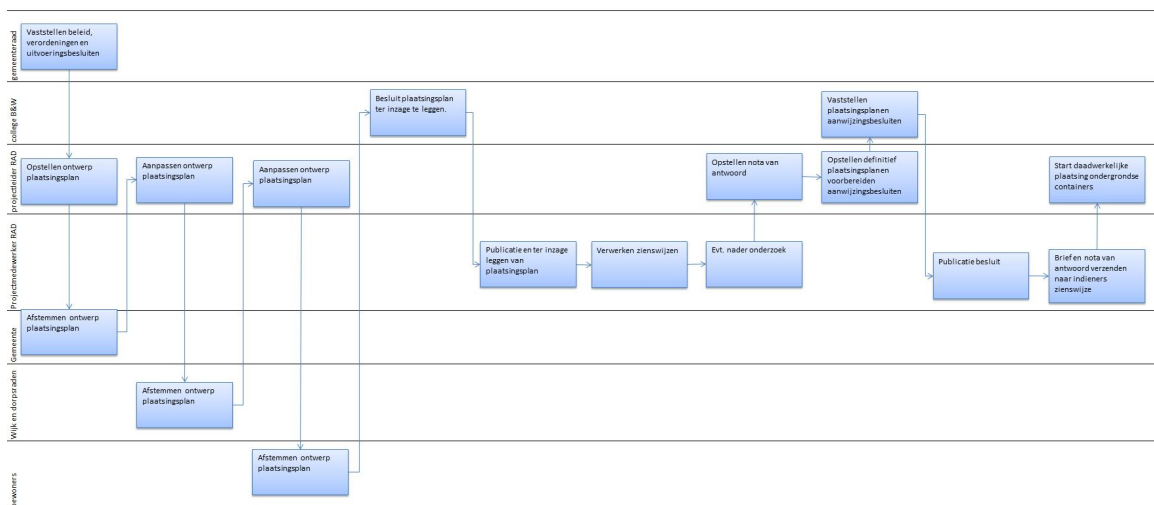 gemeenteraad
Vaststellen beleid,
verordeningen en
uitvoeringsbesluiten
college B&W
Besluit plaatsingsplan
ter inzage te leggen.
Vaststellen
plaatsingsplanen
aanwijzingsbesluiten
projectleider RAD
Opstellen ontwerp
plaatsingsplan
Aanpassen ontwerp
plaatsingsplan
Aanpassen ontwerp
plaatsingsplan
Opstellen nota van
antwoord
Opstellen definitief
plaatsingsplanen
voorbereiden
aanwijzingsbesluiten
Start daadwerkelijke
plaatsing ondergrondse
containers
Projectmedewerker RAD
Publicatie en ter inzage
leggen van
plaatsingsplan
Verwerken zienswijzen
Evt. nader onderzoek
Publicatie besluit
Brief en nota van
antwoord verzenden
naar indieners
zienswijze
Gemeente
Afstemmen ontwerp
plaatsingsplan
Wijk en dorpsraden
Afstemmen ontwerp
plaatsingsplan
bewoners
Afstemmen ontwerp
plaatsingsplan